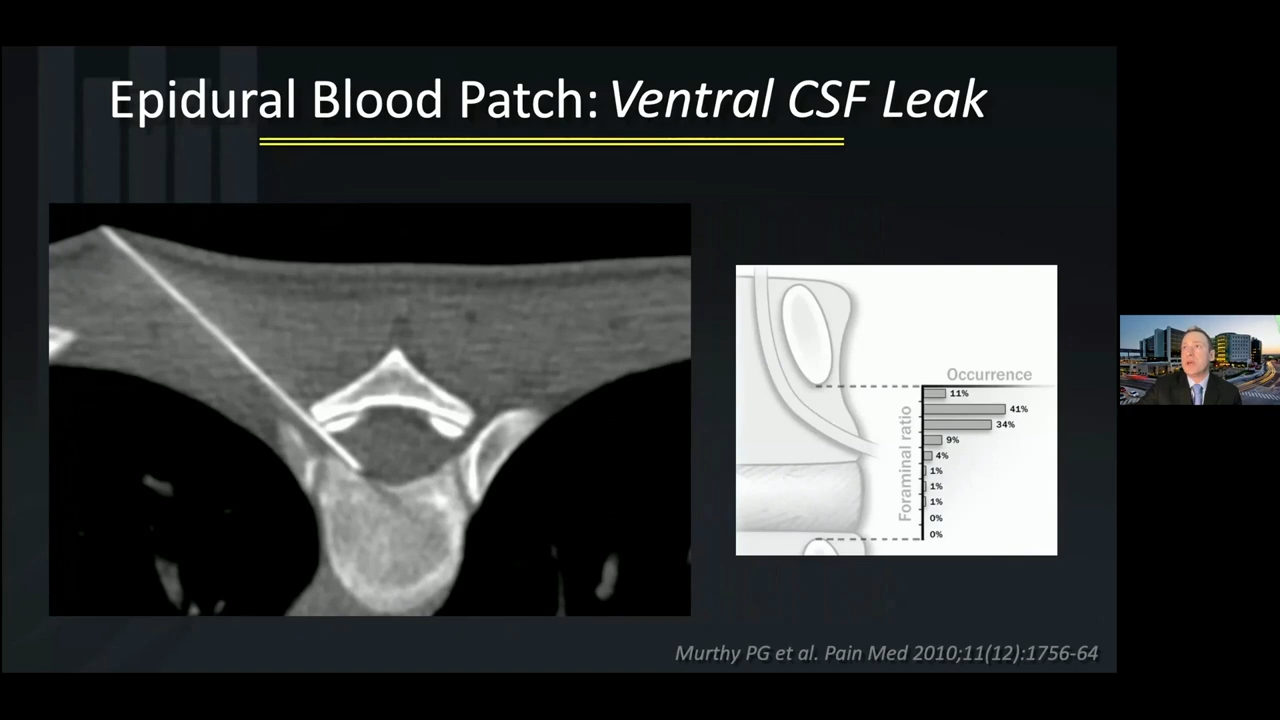 Epidural Blood Patch: Ventral CSF Leak
Occurrence
Foraminal ratio
11%
41%
34%
9%
4%
1%
1%
1%
0%
0%
Murthy PG et al. Pain Med 2010;11(12):1756-64